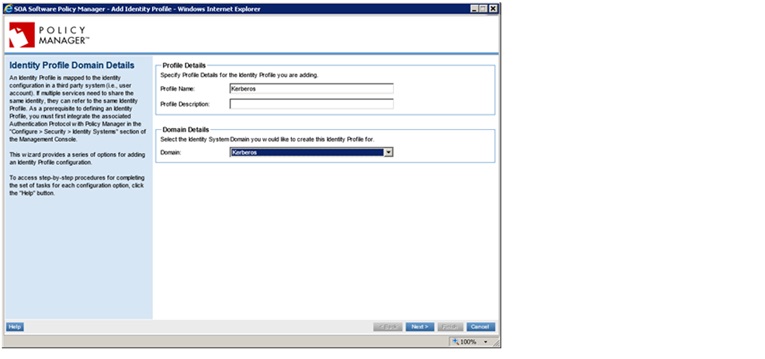 SOA Software Policy Manager - Add Identity Profile - Windows Internet Explorer
POLICY
MANAGER™
Identity Profile Domain Details
An Identity Profile is mapped to the identity
configuration in a third party system (i.e., user
account). If multiple services need to share the
same identity, they can refer to the same Identity
Profile. As a prerequisite to defining an Identity
Profile, you must first integrate the associated
Authentication Protocol with Policy Manager in the
"Configure > Security > Identity Systems" section of
the Management Console.
This wizard provides a series of options for adding
an Identity Profile configuration.
To access step-by-step procedures for completing
the set of tasks for each configuration option, click
the "Help" button.
Profile Details
Specify Profile Details for the Identity Profile you are adding.
Profile Name: Kerberos
Profile Description:
Domain Details
Select the Identity System Domain you would like to create this Identity Profile for.
Domain: Kerberos
Help
Next > Cancel
100%